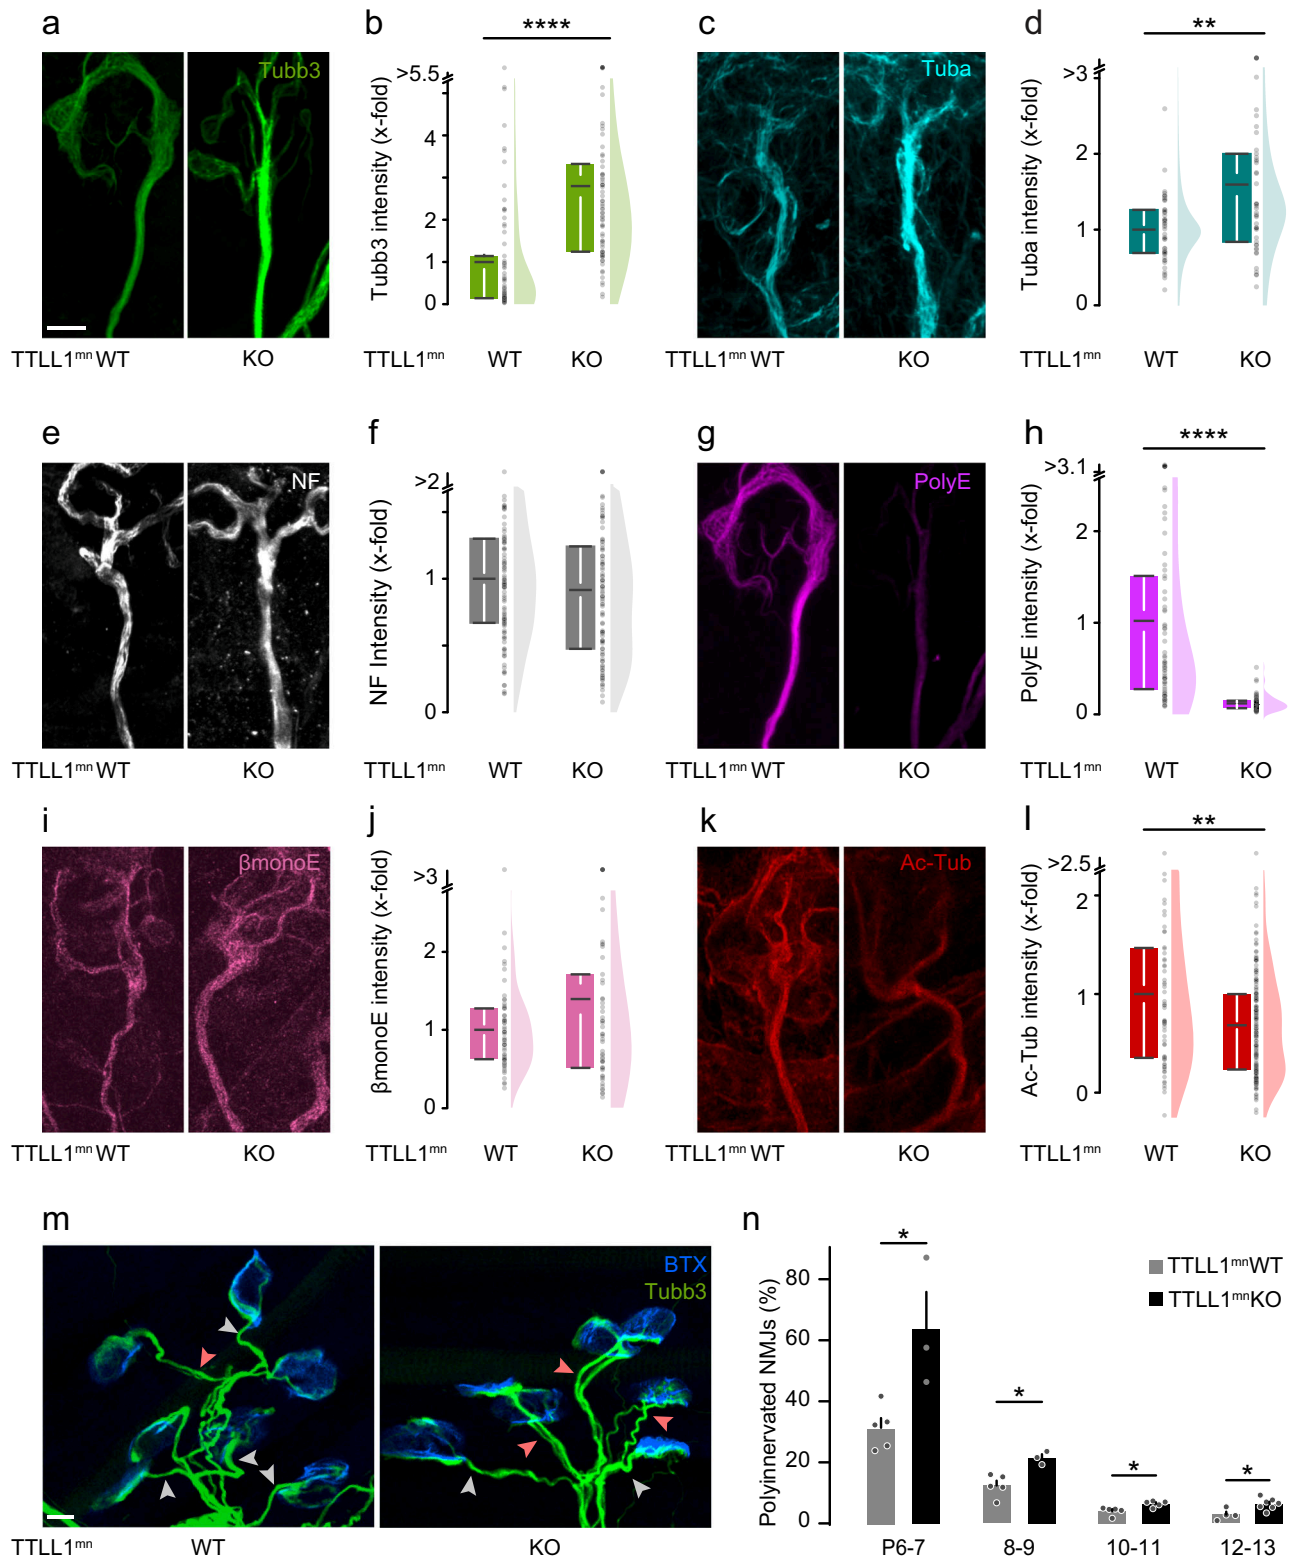 a
Tubb3
TTLL1ᵐⁿ WT
KO
b
****
Tubb3 intensity (x-fold)
>5.5
4
2
1
0
TTLL1ᵐⁿ
WT
KO
c
Tuba
TTLL1ᵐⁿ WT
KO
d
**
Tuba intensity (x-fold)
>3
2
1
0
TTLL1ᵐⁿ
WT
KO
e
NF
TTLL1ᵐⁿ WT
KO
f
NF Intensity (x-fold)
>2
1
0
TTLL1ᵐⁿ
WT
KO
g
PolyE
TTLL1ᵐⁿ WT
KO
h
****
PolyE intensity (x-fold)
>3.1
2
1
0
TTLL1ᵐⁿ
WT
KO
i
βmonoE
TTLL1ᵐⁿ WT
KO
j
βmonoE intensity (x-fold)
>3
2
1
0
TTLL1ᵐⁿ
WT
KO
k
Ac-Tub
TTLL1ᵐⁿ WT
KO
l
**
Ac-Tub intensity (x-fold)
>2.5
2
1
0
TTLL1ᵐⁿ
WT
KO
m
BTX
Tubb3
TTLL1ᵐⁿ
WT
KO
n
Polyinnervated NMJs (%)
80
60
40
20
0
*
*
*
*
TTLL1ᵐⁿWT
TTLL1ᵐⁿKO
P6-7
8-9
10-11
12-13